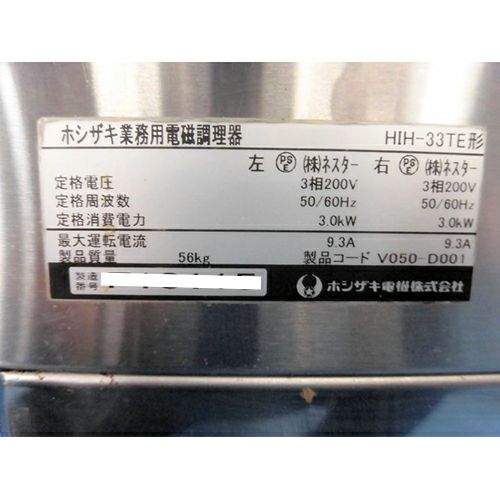 ホシザキ業務用電磁調理器 HIH-33TE形
左 PSE (株)ネスター 右 PSE (株)ネスター
定格電圧 3相200V 3相200V
定格周波数 50/60Hz 50/60Hz
定格消費電力 3.0kW 3.0kW
最大運転電流 9.3A 9.3A
製品質量 56kg 製品コード V050-D001
製造番号
ホシザキ電機株式会社